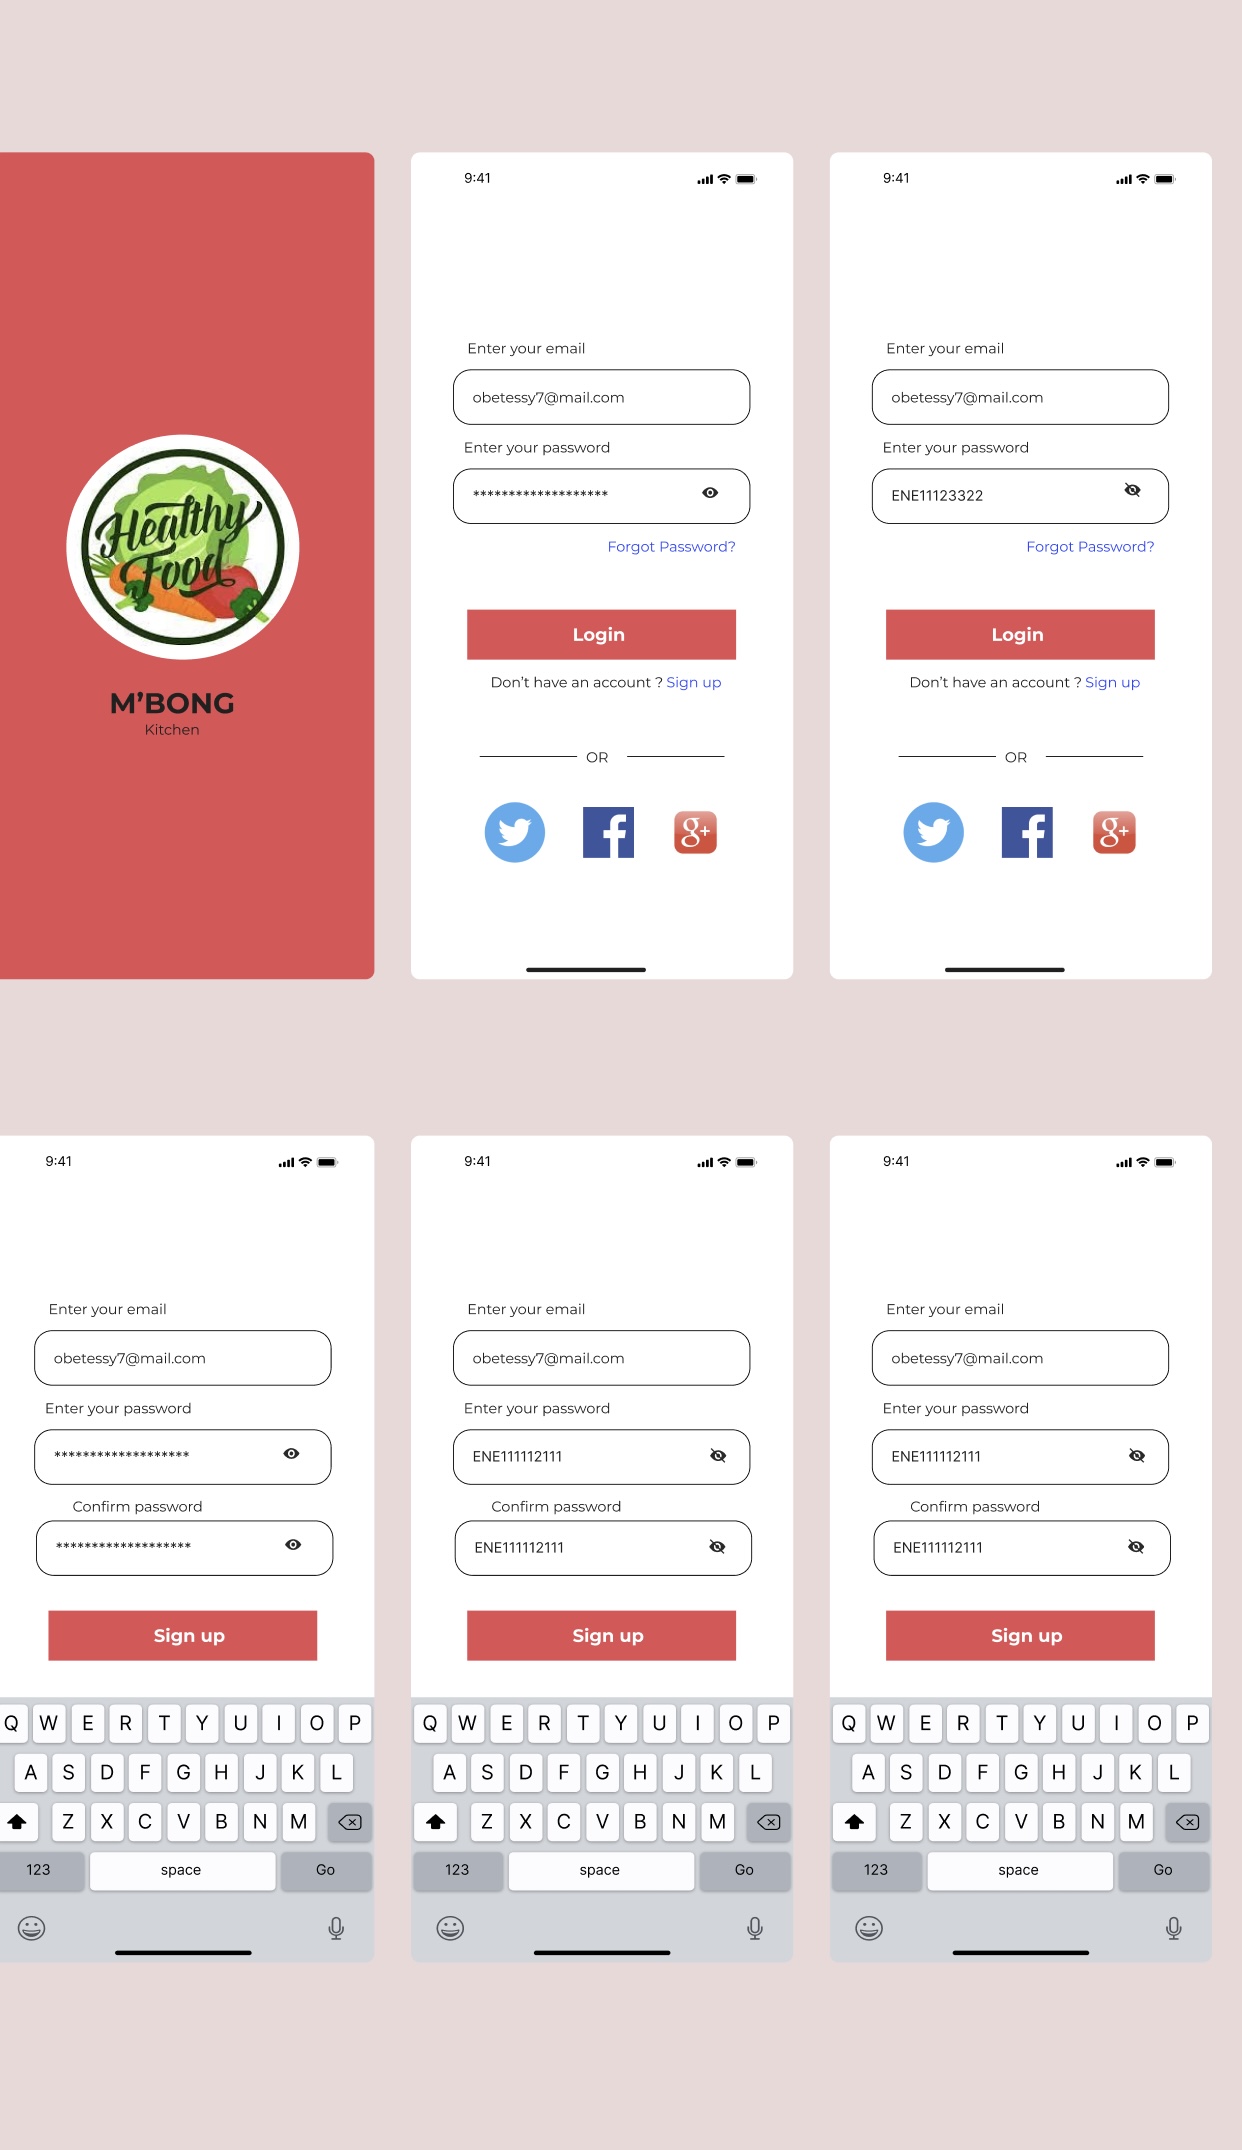 Healthy
Food
M’BONG
Kitchen
9:41
Enter your email
obetessy7@mail.com
Enter your password
*******************
Forgot Password?
Login
Don’t have an account ? Sign up
OR
g+
9:41
Enter your email
obetessy7@mail.com
Enter your password
ENE11123322
Forgot Password?
Login
Don’t have an account ? Sign up
OR
g+
9:41
Enter your email
obetessy7@mail.com
Enter your password
*******************
Confirm password
*******************
Sign up
Q W E R T Y U I O P
A S D F G H J K L
Z X C V B N M
123 space Go
9:41
Enter your email
obetessy7@mail.com
Enter your password
ENE111112111
Confirm password
ENE111112111
Sign up
Q W E R T Y U I O P
A S D F G H J K L
Z X C V B N M
123 space Go
9:41
Enter your email
obetessy7@mail.com
Enter your password
ENE111112111
Confirm password
ENE111112111
Sign up
Q W E R T Y U I O P
A S D F G H J K L
Z X C V B N M
123 space Go